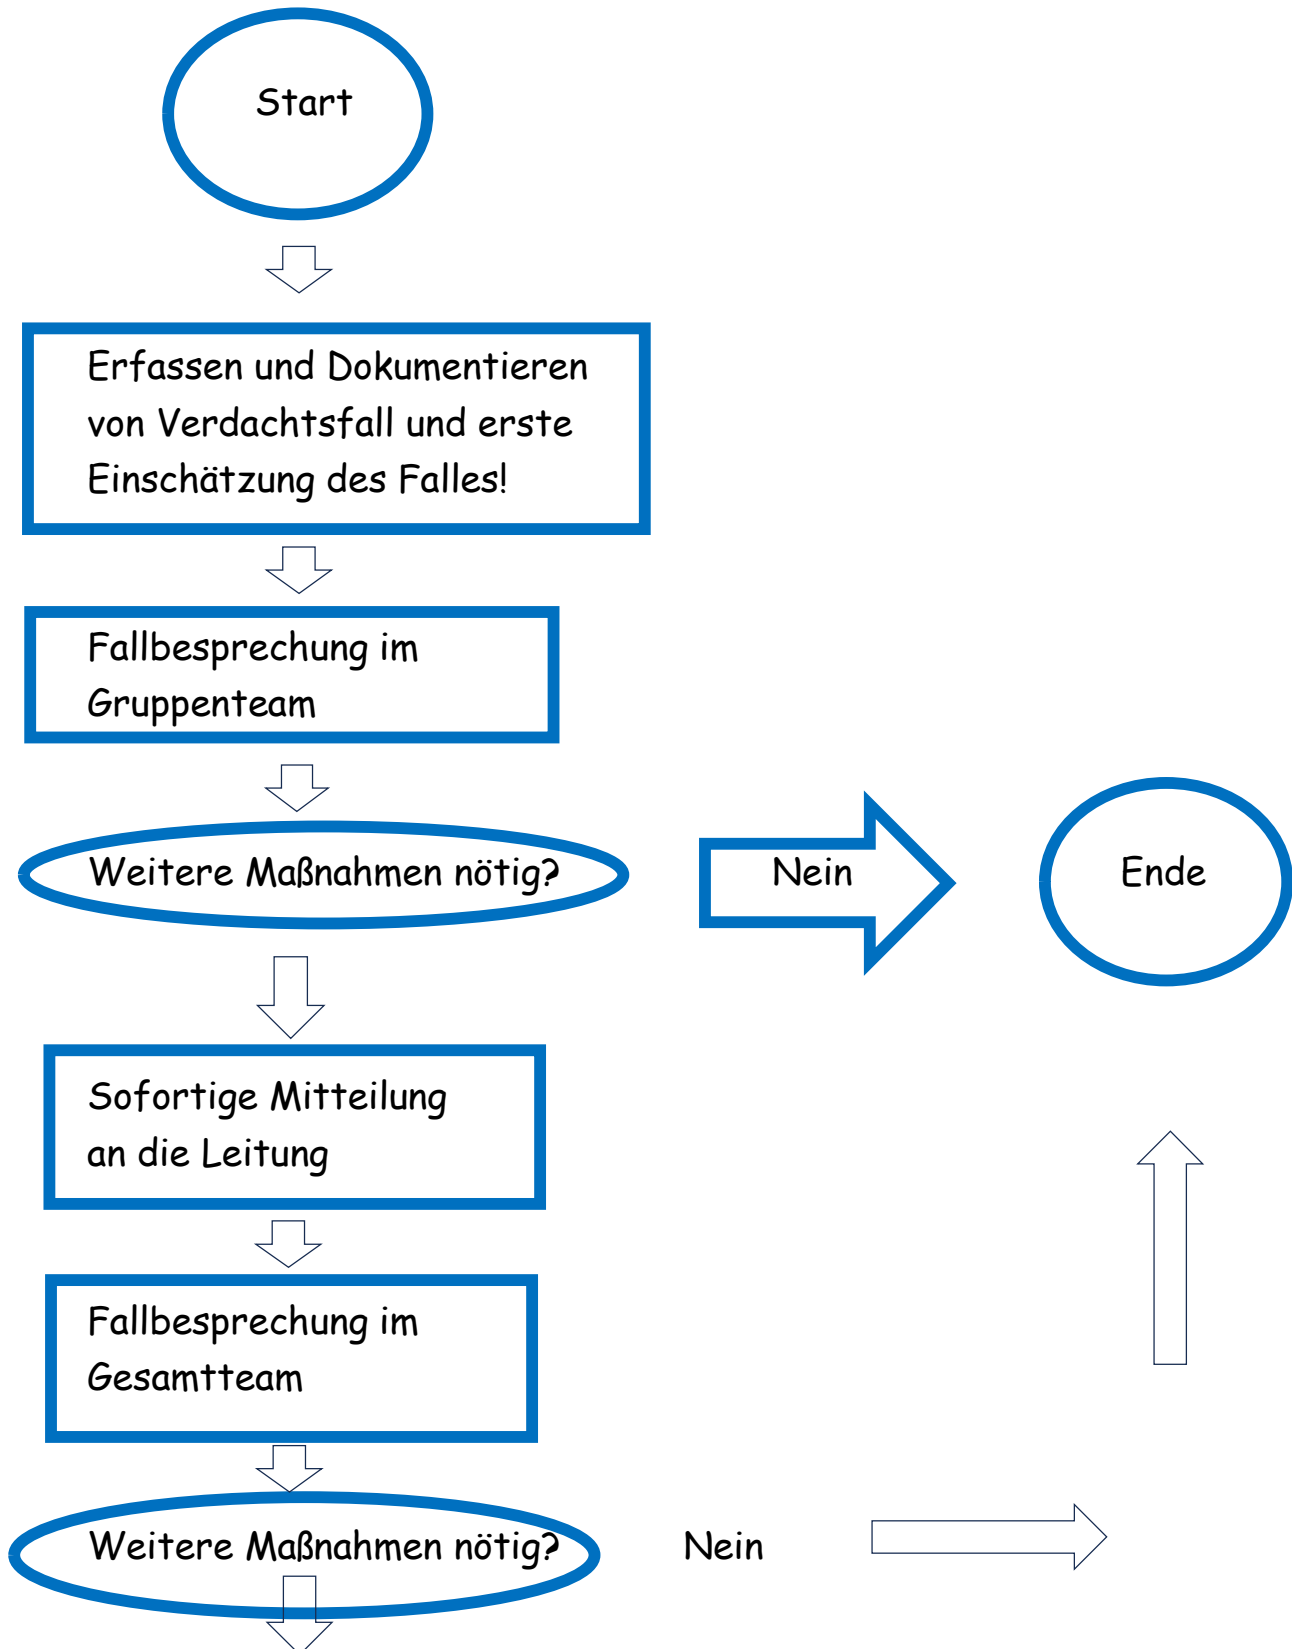 Start
Erfassen und Dokumentieren
von Verdachtsfall und erste
Einschätzung des Falles!
Fallbesprechung im
Gruppenteam
Weitere Maßnahmen nötig?
Nein
Ende
Sofortige Mitteilung
an die Leitung
Fallbesprechung im
Gesamtteam
Weitere Maßnahmen nötig?
Nein